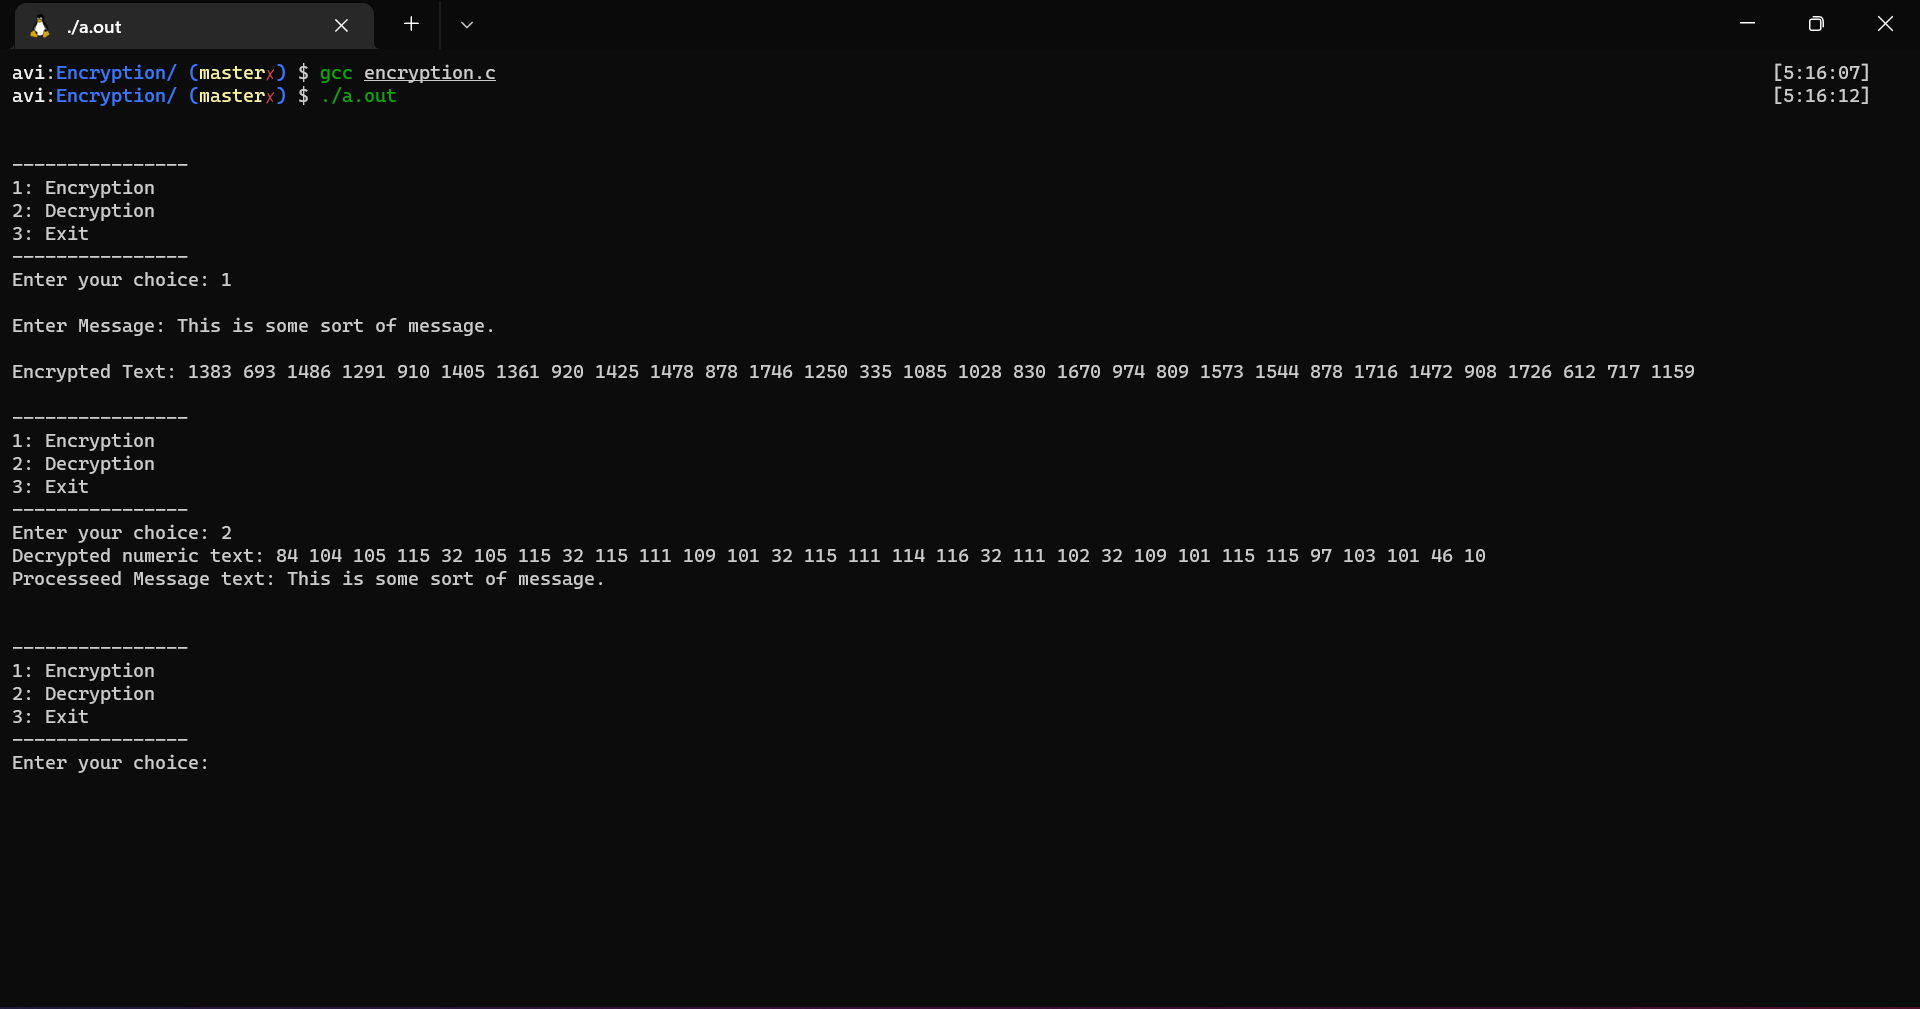 ./a.out
avi:Encryption/ (master✗) $ gcc encryption.c [5:16:07]
avi:Encryption/ (master✗) $ ./a.out [5:16:12]
----------------
1: Encryption
2: Decryption
3: Exit
----------------
Enter your choice: 1
Enter Message: This is some sort of message.
Encrypted Text: 1383 693 1486 1291 910 1405 1361 920 1425 1478 878 1746 1250 335 1085 1028 830 1670 974 809 1573 1544 878 1716 1472 908 1726 612 717 1159
----------------
1: Encryption
2: Decryption
3: Exit
----------------
Enter your choice: 2
Decrypted numeric text: 84 104 105 115 32 105 115 32 115 111 109 101 32 115 111 114 116 32 111 102 32 109 101 115 115 97 103 101 46 10
Processeed Message text: This is some sort of message.
----------------
1: Encryption
2: Decryption
3: Exit
----------------
Enter your choice: